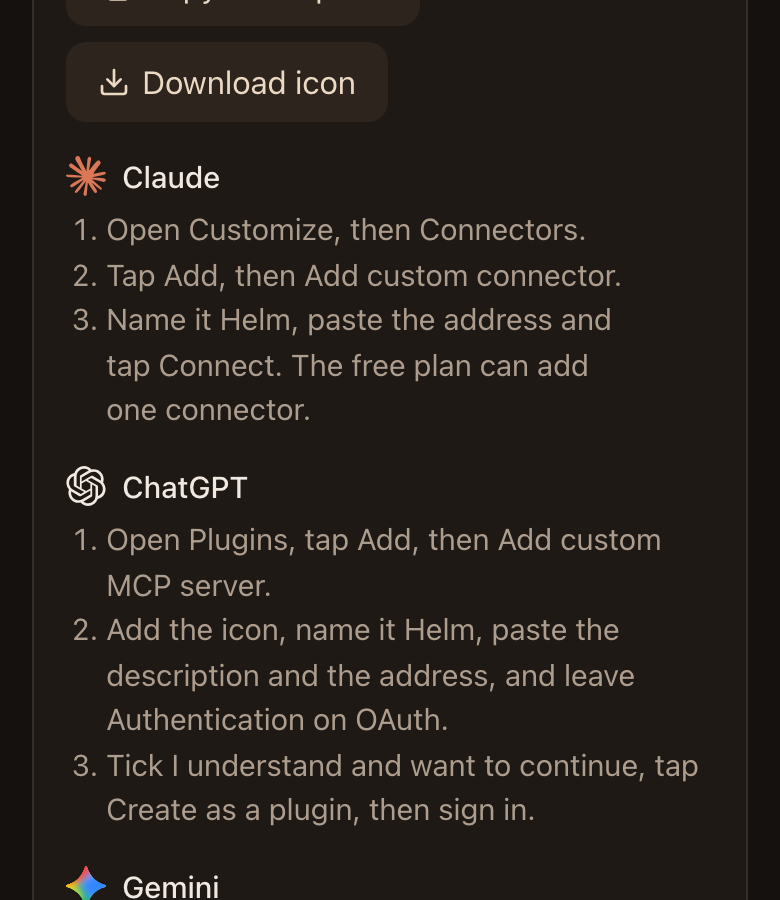 Download icon
Claude
1. Open Customize, then Connectors.
2. Tap Add, then Add custom connector.
3. Name it Helm, paste the address and
tap Connect. The free plan can add
one connector.
ChatGPT
1. Open Plugins, tap Add, then Add custom
MCP server.
2. Add the icon, name it Helm, paste the
description and the address, and leave
Authentication on OAuth.
3. Tick I understand and want to continue, tap
Create as a plugin, then sign in.
Gemini